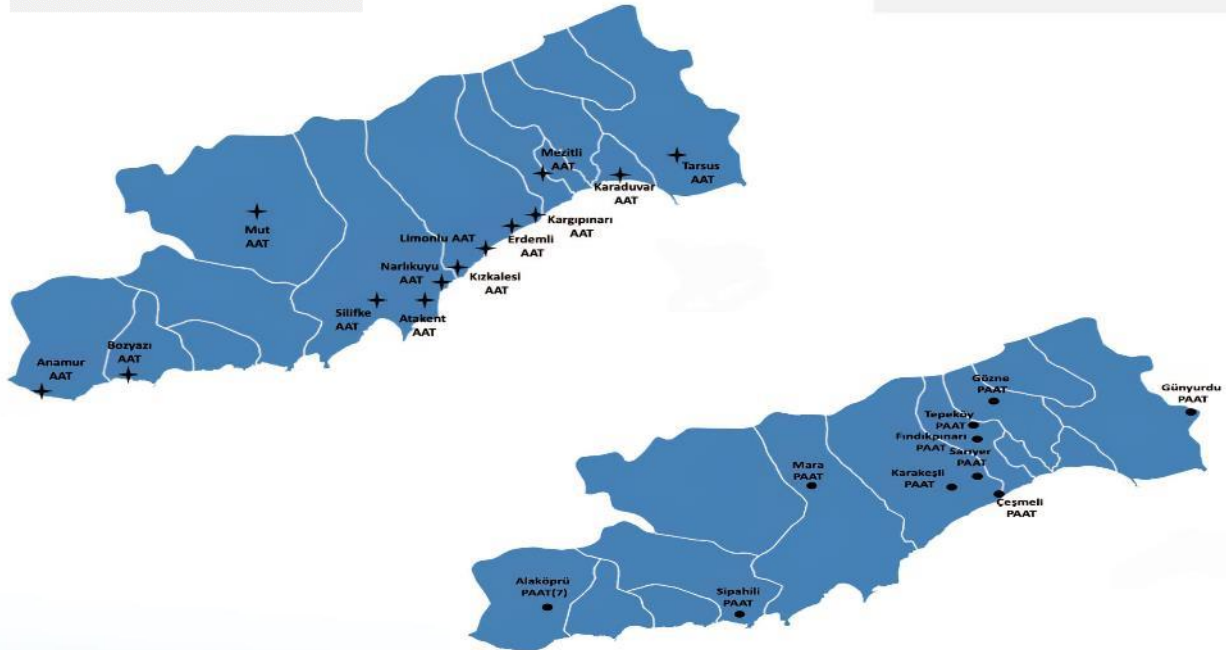 Mezitli
AAT
Tarsus
AAT
Karaduvar
AAT
Mut
AAT
Kargıpınarı
AAT
Limonlu AAT
Erdemli
AAT
Narlıkuyu
AAT
Kızkalesi
AAT
Silifke
AAT
Atakent
AAT
Bozyazı
AAT
Anamur
AAT
Gözne
PAAT
Günyurdu
PAAT
Tepeköy
PAAT
Fındıkpınarı
PAAT
Sarıyer
PAAT
Mara
PAAT
Karakeşli
PAAT
Çeşmeli
PAAT
Alaköprü
PAAT(7)
Sipahili
PAAT